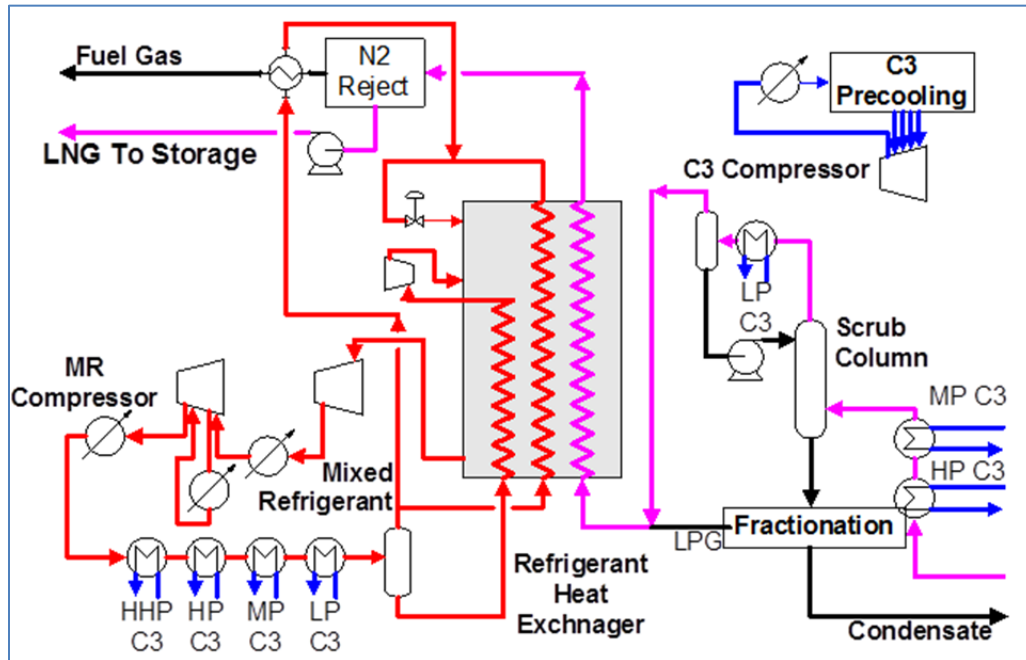 Fuel Gas
N2
Reject
C3
Precooling
LNG To Storage
C3 Compressor
LP
C3
Scrub
Column
MR
Compressor
MP C3
Mixed
Refrigerant
HP C3
Fractionation
LPG
Refrigerant
Heat
Exchnager
HHP
C3
HP
C3
MP
C3
LP
C3
Condensate